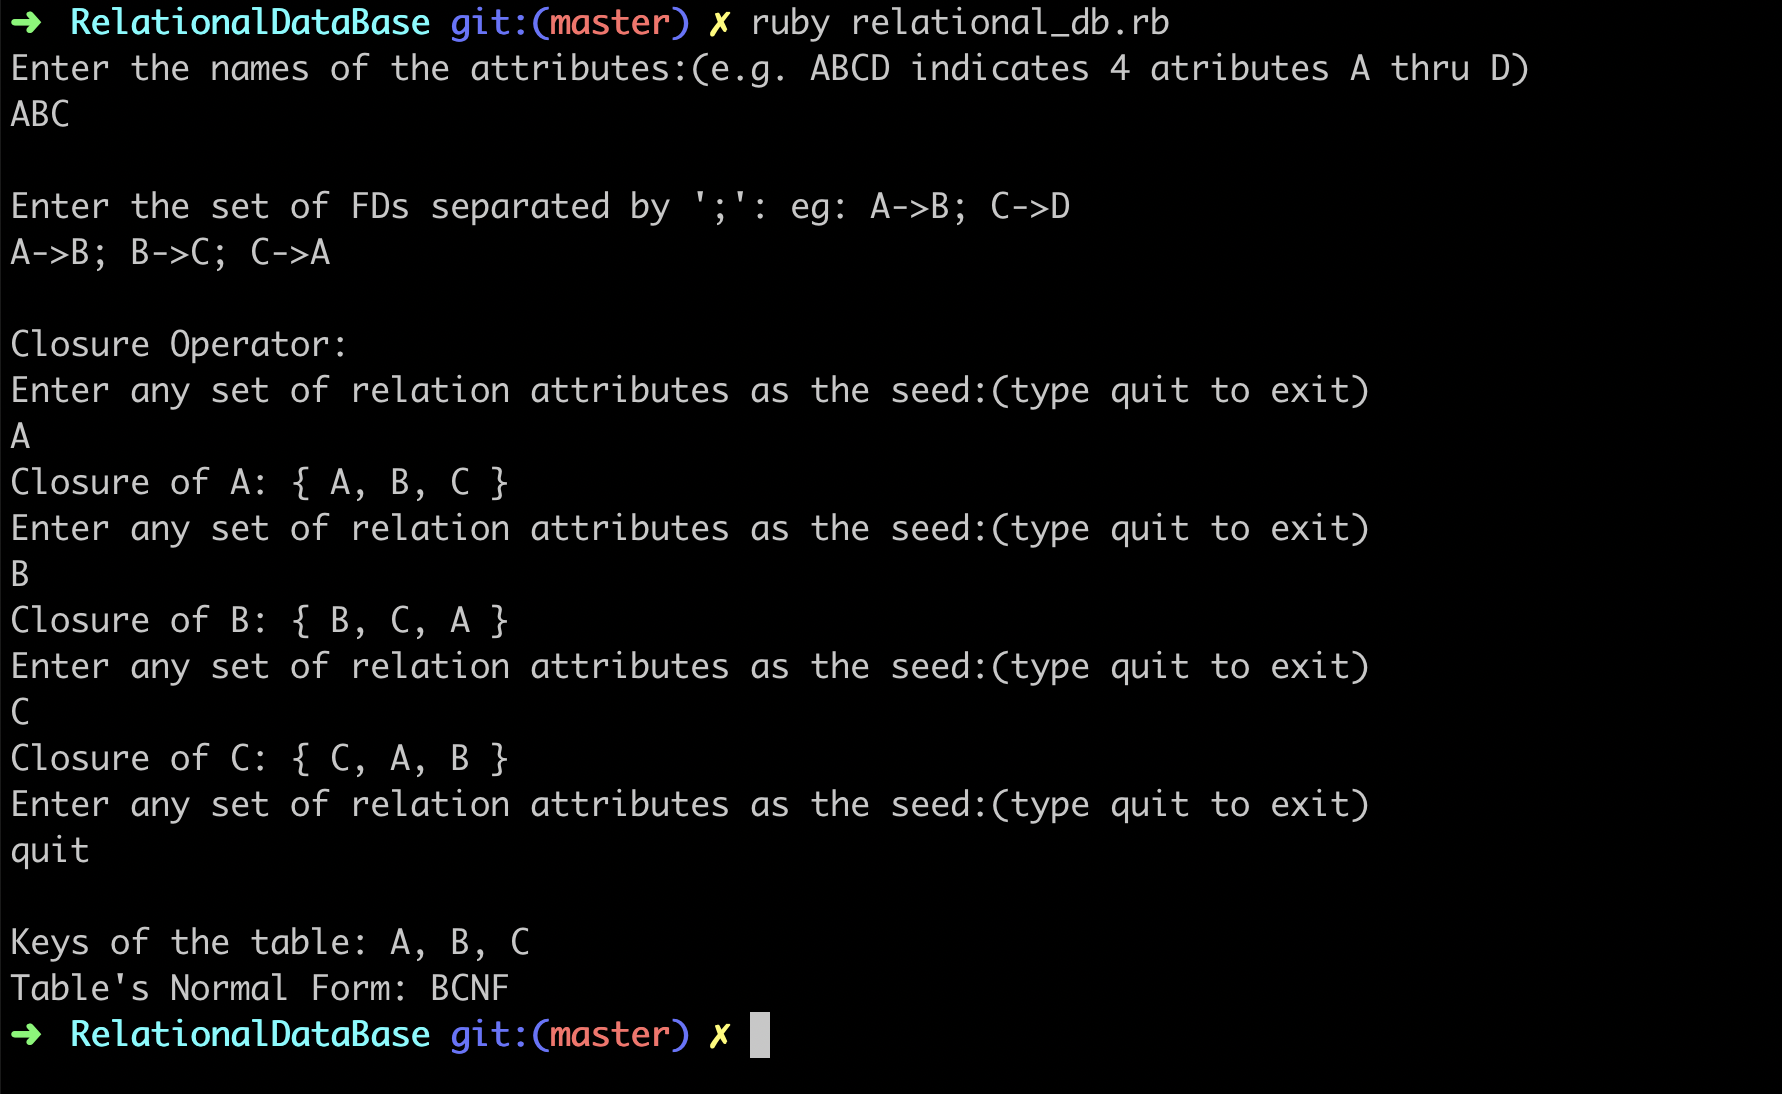 ➜ RelationalDataBase git:(master) ✗ ruby relational_db.rb
Enter the names of the attributes:(e.g. ABCD indicates 4 atributes A thru D)
ABC
Enter the set of FDs separated by ';': eg: A->B; C->D
A->B; B->C; C->A
Closure Operator:
Enter any set of relation attributes as the seed:(type quit to exit)
A
Closure of A: { A, B, C }
Enter any set of relation attributes as the seed:(type quit to exit)
B
Closure of B: { B, C, A }
Enter any set of relation attributes as the seed:(type quit to exit)
C
Closure of C: { C, A, B }
Enter any set of relation attributes as the seed:(type quit to exit)
quit
Keys of the table: A, B, C
Table's Normal Form: BCNF
➜ RelationalDataBase git:(master) ✗